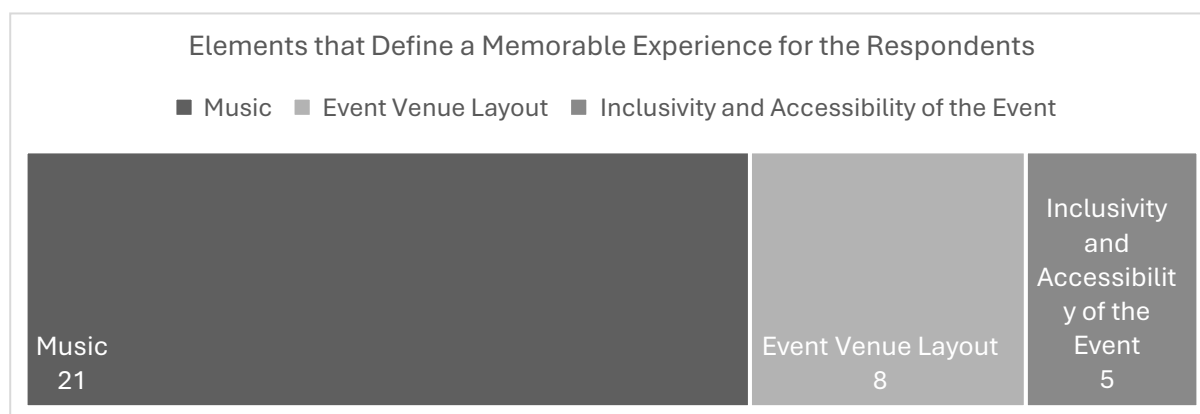 Elements that Define a Memorable Experience for the Respondents
Music Event Venue Layout Inclusivity and Accessibility of the Event
Music
21
Event Venue Layout
8
Inclusivity
and
Accessibilit
y of the
Event
5